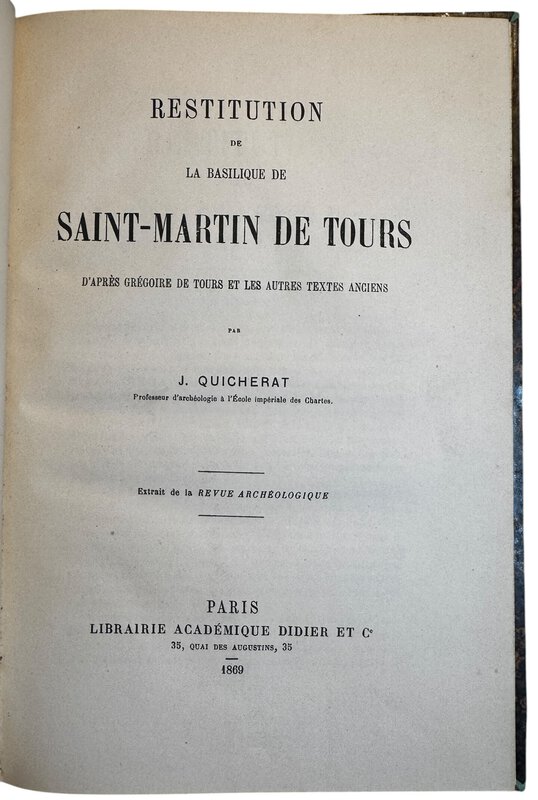 RESTITUTION
DE
LA BASILIQUE DE
SAINT-MARTIN DE TOURS
D'APRÈS GRÉGOIRE DE TOURS ET LES AUTRES TEXTES ANCIENS
PAR
J. QUICHERAT
Professeur d'archéologie à l'École impériale des Chartes.
Extrait de la REVUE ARCHÉOLOGIQUE
PARIS
LIBRAIRIE ACADÉMIQUE DIDIER ET Cᵉ
35, QUAI DES AUGUSTINS, 35
1869